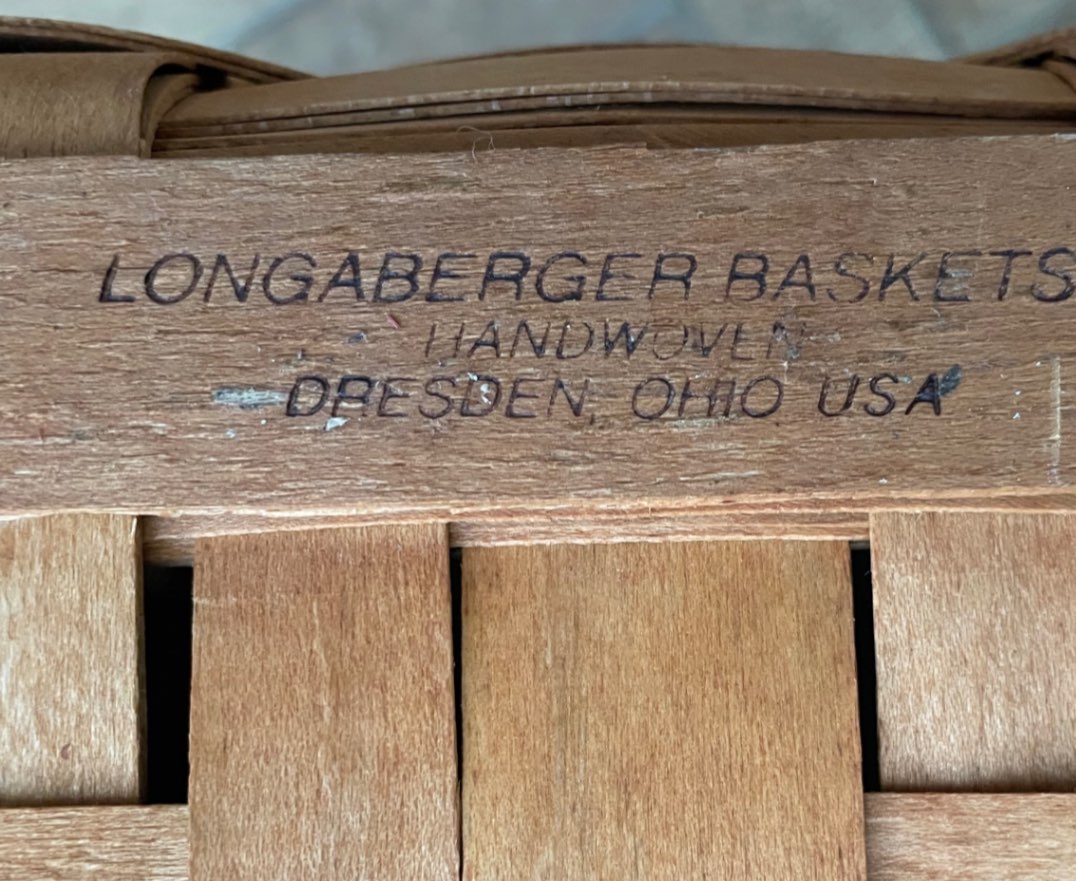 LONGABERGER BASKETS
HANDWOVEN
DRESDEN, OHIO USA